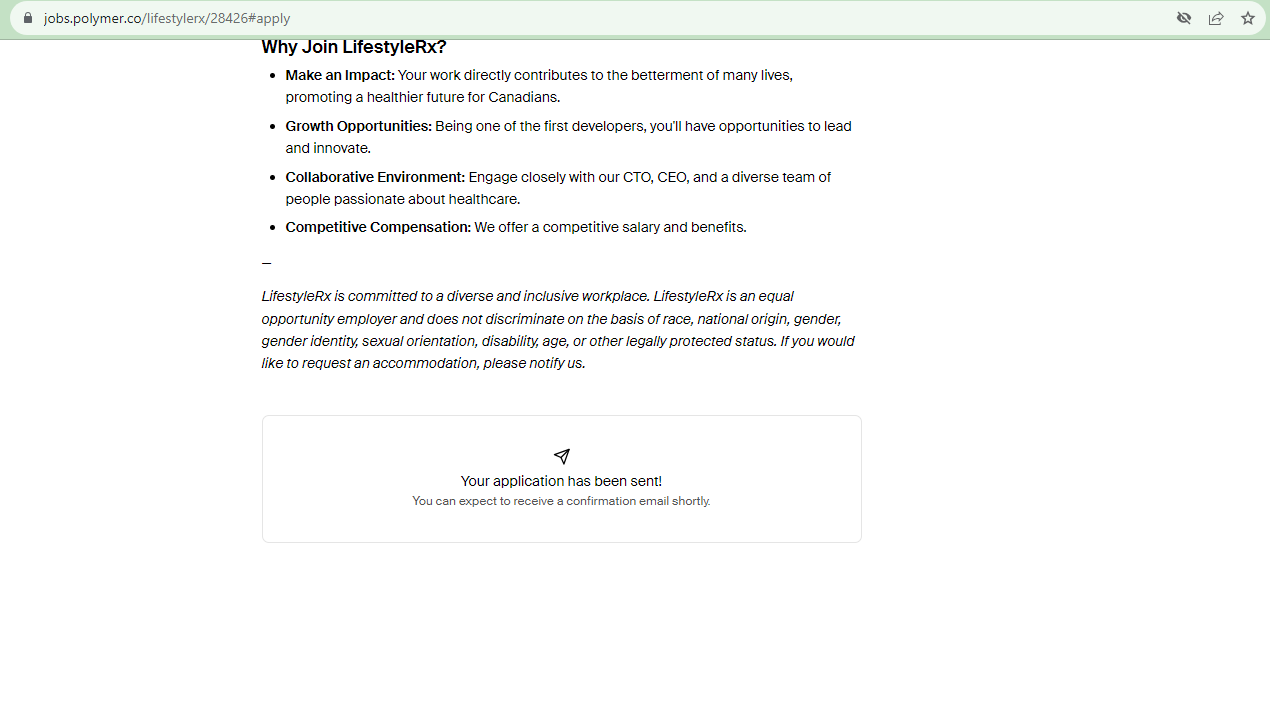 jobs.polymer.co/lifestylerx/28426#apply
Why Join LifestyleRx?
• Make an Impact: Your work directly contributes to the betterment of many lives,
promoting a healthier future for Canadians.
• Growth Opportunities: Being one of the first developers, you'll have opportunities to lead
and innovate.
• Collaborative Environment: Engage closely with our CTO, CEO, and a diverse team of
people passionate about healthcare.
• Competitive Compensation: We offer a competitive salary and benefits.
—
LifestyleRx is committed to a diverse and inclusive workplace. LifestyleRx is an equal
opportunity employer and does not discriminate on the basis of race, national origin, gender,
gender identity, sexual orientation, disability, age, or other legally protected status. If you would
like to request an accommodation, please notify us.
Your application has been sent!
You can expect to receive a confirmation email shortly.